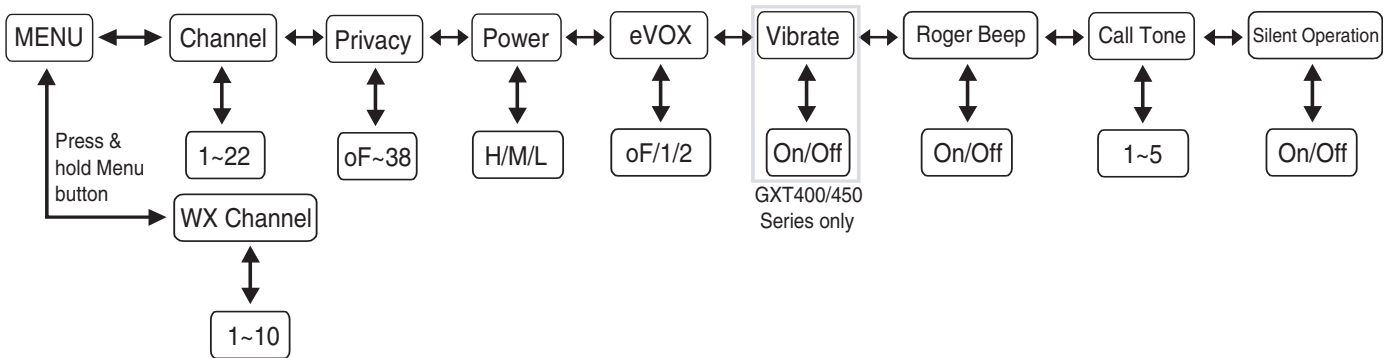 MENU
Channel
Privacy
Power
eVOX
Vibrate
Roger Beep
Call Tone
Silent Operation
Press &
hold Menu
button
1~22
oF~38
H/M/L
oF/1/2
On/Off
On/Off
1~5
On/Off
GXT400/450
Series only
WX Channel
1~10